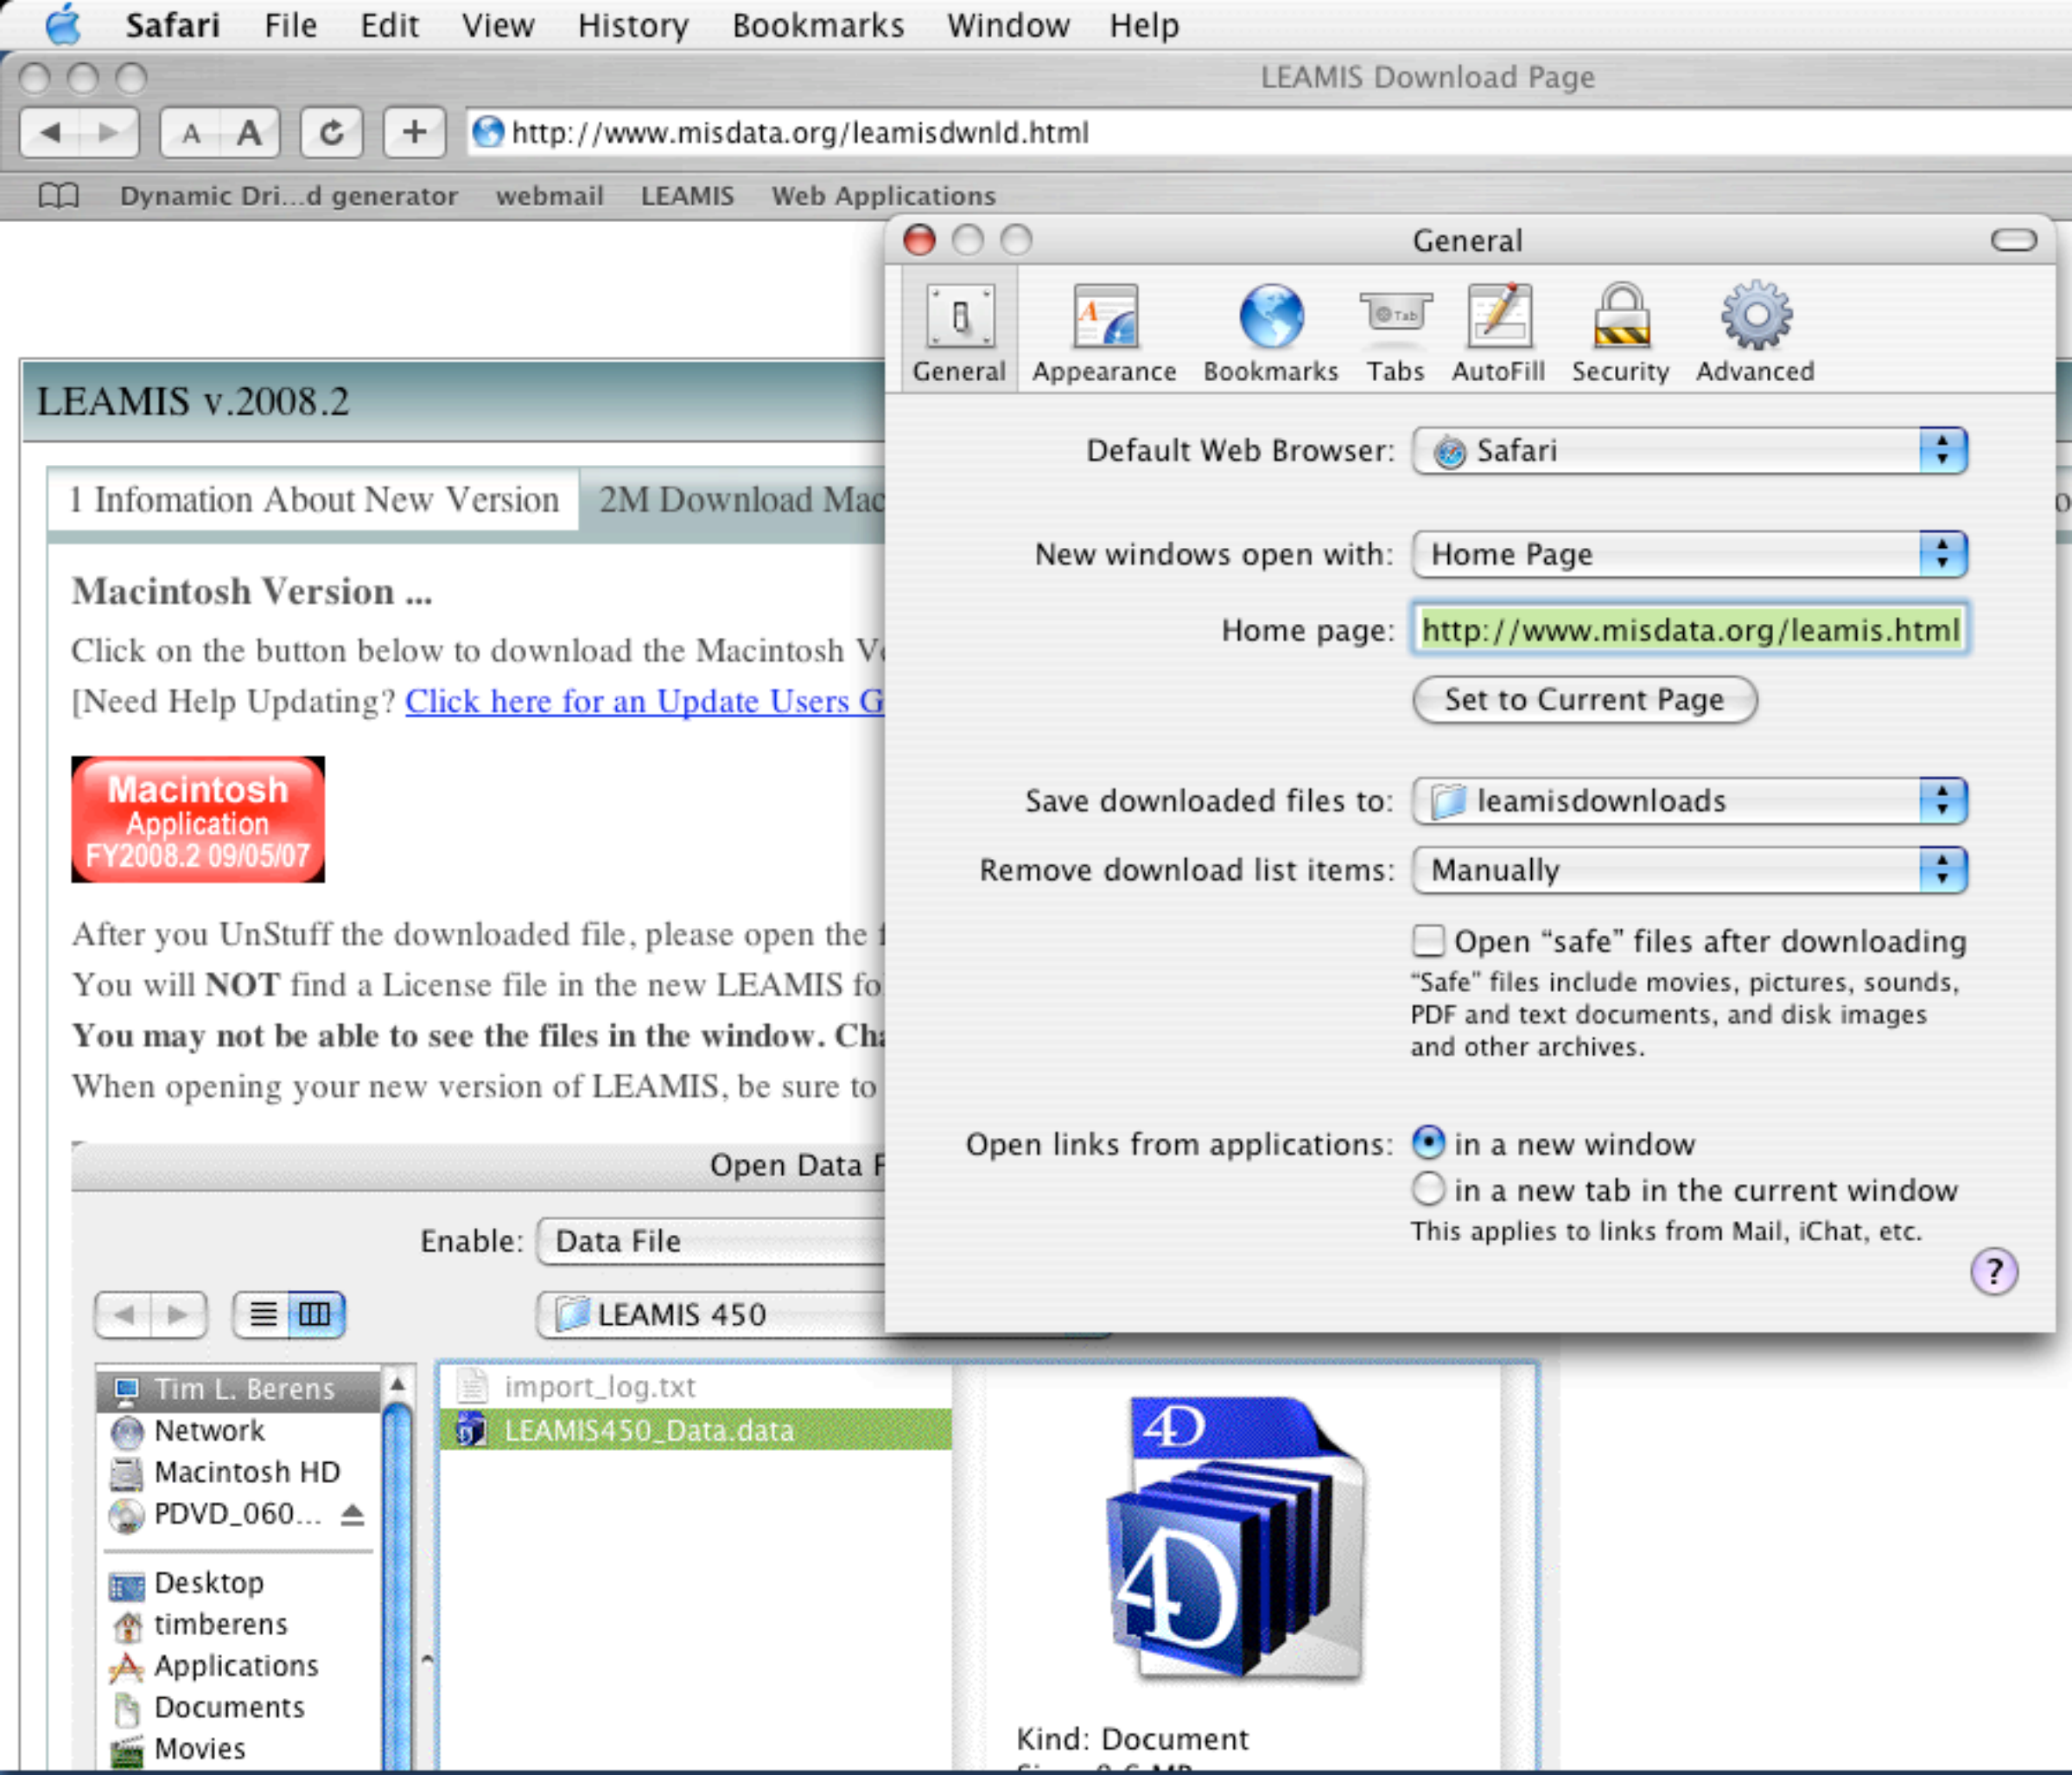 Safari File Edit View History Bookmarks Window Help
LEAMIS Download Page
A A http://www.misdata.org/leamisdwnld.html
Dynamic Dri...d generator webmail LEAMIS Web Applications
General
Tab
General Appearance Bookmarks Tabs AutoFill Security Advanced
Default Web Browser: Safari
New windows open with: Home Page
Home page: http://www.misdata.org/leamis.html
Set to Current Page
Save downloaded files to: leamisdownloads
Remove download list items: Manually
Open “safe” files after downloading
“Safe” files include movies, pictures, sounds,
PDF and text documents, and disk images
and other archives.
Open links from applications: in a new window
in a new tab in the current window
This applies to links from Mail, iChat, etc.
?
LEAMIS v.2008.2
1 Infomation About New Version 2M Download Mac
Macintosh Version ...
Click on the button below to download the Macintosh
[Need Help Updating? Click here for an Update Users G
Macintosh
Application
FY2008.2 09/05/07
After you UnStuff the downloaded file, please open the
You will NOT find a License file in the new LEAMIS fo
You may not be able to see the files in the window. Cha
When opening your new version of LEAMIS, be sure to
Open Data F
Enable: Data File
LEAMIS 450
Tim L. Berens
Network
Macintosh HD
PDVD_060...
Desktop
timberens
Applications
Documents
Movies
import_log.txt
LEAMIS450_Data.data
4D
4D
Kind: Document